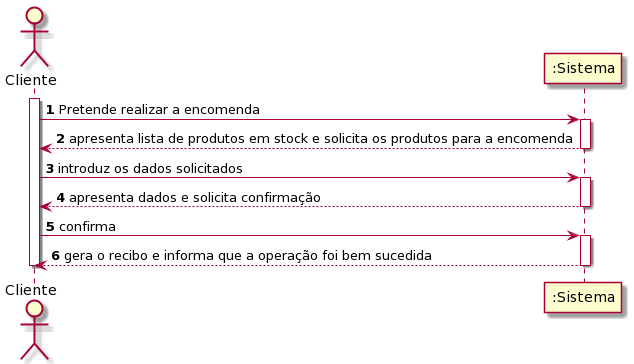 Cliente
:Sistema
1 Pretende realizar a encomenda
2 apresenta lista de produtos em stock e solicita os produtos para a encomenda
3 introduz os dados solicitados
4 apresenta dados e solicita confirmação
5 confirma
6 gera o recibo e informa que a operação foi bem sucedida
Cliente
:Sistema